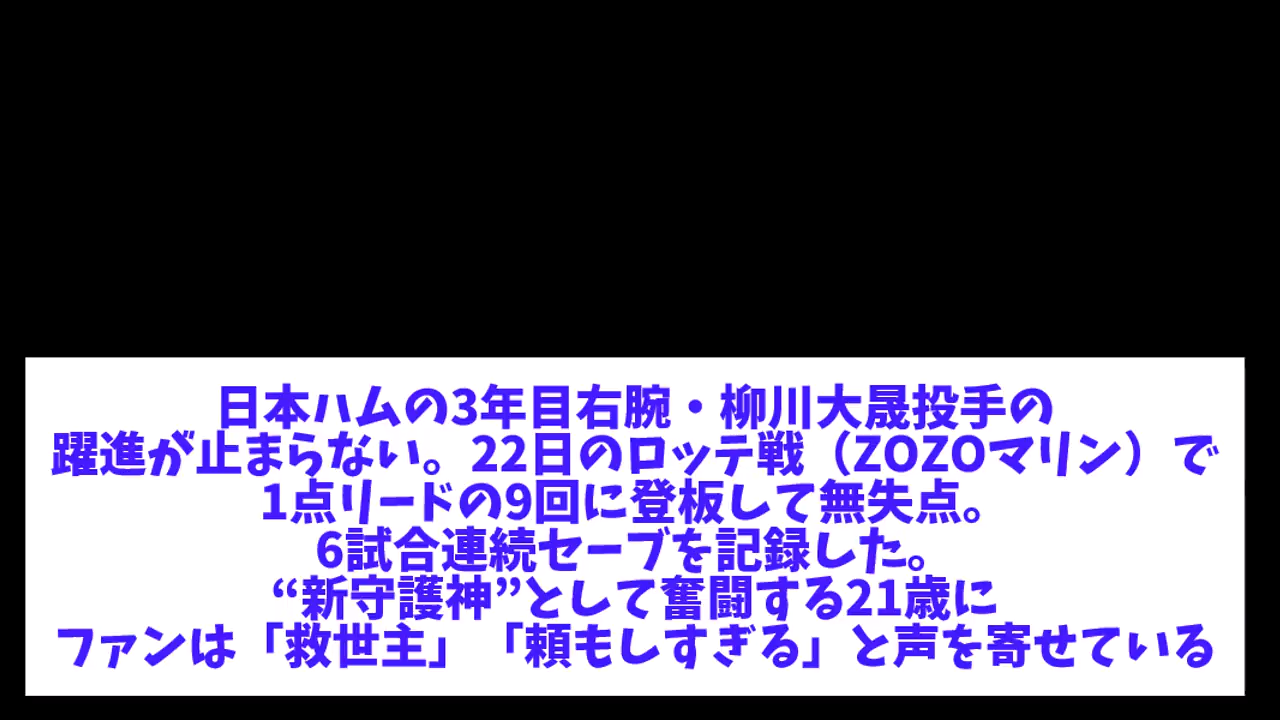 日本ハムの3年目右腕・柳川大晟投手の
躍進が止まらない。22日のロッテ戦（ZOZOマリン）で
1点リードの9回に登板して無失点。
6試合連続セーブを記録した。
“新守護神”として奮闘する21歳に
ファンは「救世主」「頼もしすぎる」と声を寄せている